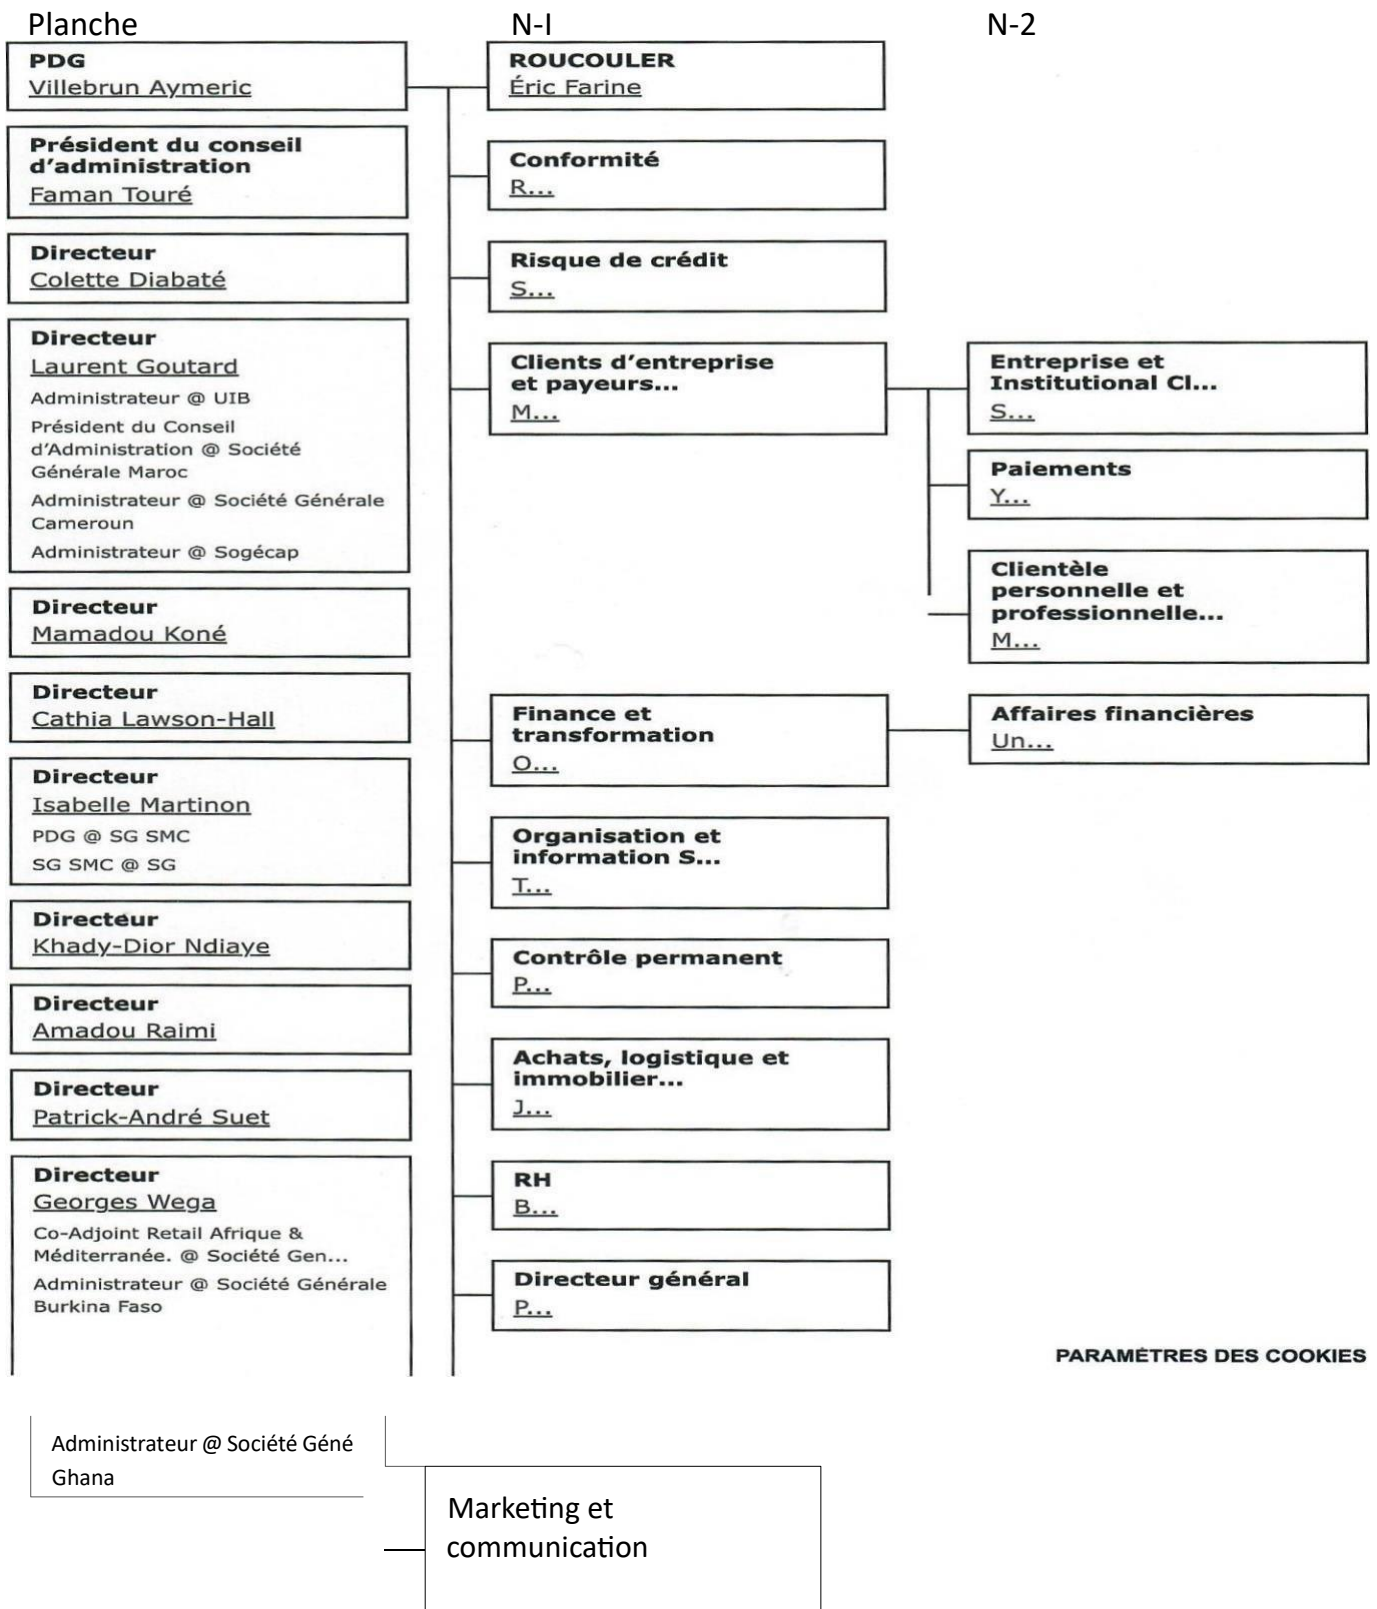 Planche
N-I
N-2
PDG
Villebrun Aymeric
Président du conseil
d'administration
Faman Touré
Directeur
Colette Diabaté
Directeur
Laurent Goutard
Administrateur @ UIB
Président du Conseil
d'Administration @ Société
Générale Maroc
Administrateur @ Société Générale
Cameroun
Administrateur @ Sogécap
Directeur
Mamadou Koné
Directeur
Cathia Lawson-Hall
Directeur
Isabelle Martinon
PDG @ SG SMC
SG SMC @ SG
Directeur
Khady-Dior Ndiaye
Directeur
Amadou Raimi
Directeur
Patrick-André Suet
Directeur
Georges Wega
Co-Adjoint Retail Afrique &
Méditerranée. @ Société Gen...
Administrateur @ Société Générale
Burkina Faso
ROUCOULER
Éric Farine
Conformité
R...
Risque de crédit
S...
Clients d'entreprise
et payeurs...
M...
Finance et
transformation
O...
Organisation et
information S...
T...
Contrôle permanent
P...
Achats, logistique et
immobilier...
J...
RH
B...
Directeur général
P...
Entreprise et
Institutional Cl...
S...
Paiements
Y...
Clientèle
personnelle et
professionnelle...
M...
Affaires financières
Un...
PARAMÈTRES DES COOKIES
Administrateur @ Société Géné
Ghana
Marketing et
communication